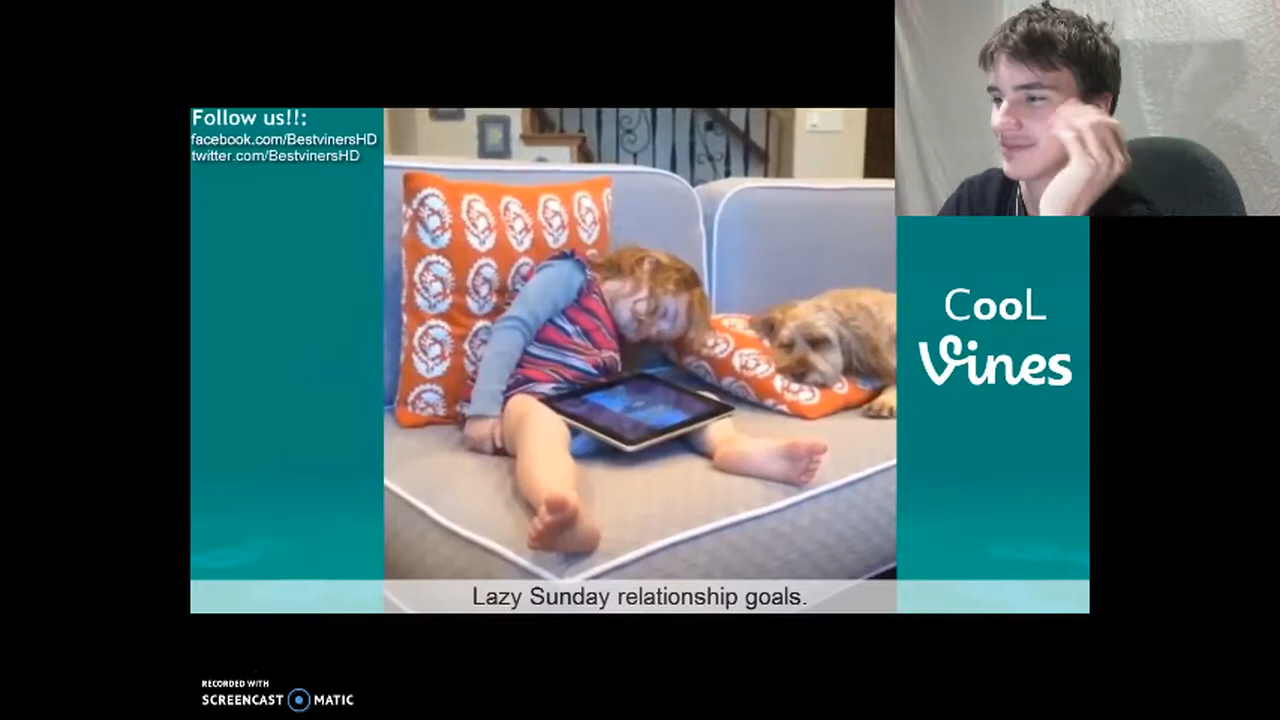 Follow us!!:
facebook.com/BestvinersHD
twitter.com/BestvinersHD
CooL
Vines
Lazy Sunday relationship goals.
RECORDED WITH
SCREENCAST MATIC